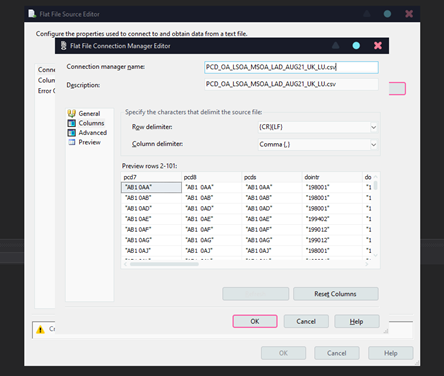 Flat File Source Editor
Configure the properties used to connect to and obtain data from a text file.
Flat File Connection Manager Editor
Connection manager name:
PCD_OA_LSOA_MSOA_LAD_AUG21_UK_LU.csv
Description:
PCD_OA_LSOA_MSOA_LAD_AUG21_UK_LU.csv
Conne
Colum
Error C
General
Columns
Advanced
Preview
Specify the characters that delimit the source file:
Row delimiter:
{CR}{LF}
Column delimiter:
Comma {,}
Preview rows 2-101:
pcd7 pcd8 pcds dointr do
"AB1 0AA" "AB1 0AA" "AB1 0AA" "198001" "1
"AB1 0AB" "AB1 0AB" "AB1 0AB" "198001" "1
"AB1 0AD" "AB1 0AD" "AB1 0AD" "198001" "1
"AB1 0AE" "AB1 0AE" "AB1 0AE" "199402" "1
"AB1 0AF" "AB1 0AF" "AB1 0AF" "199012" "1
"AB1 0AG" "AB1 0AG" "AB1 0AG" "199012" "1
"AB1 0AJ" "AB1 0AJ" "AB1 0AJ" "198001" "1
Reset Columns
OK Cancel Help
OK Cancel Help